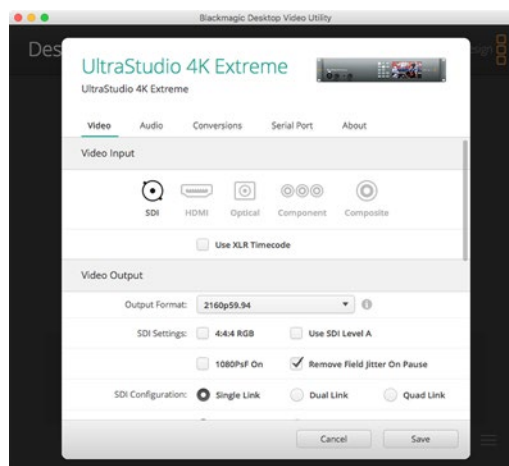 Blackmagic Desktop Video Utility
Des
sign
UltraStudio 4K Extreme
UltraStudio 4K Extreme
Video Audio Conversions Serial Port About
Video Input
SDI HDMI Optical Component Composite
Use XLR Timecode
Video Output
Output Format: 2160p59.94
SDI Settings: 4:4:4 RGB Use SDI Level A
1080PsF On Remove Field Jitter On Pause
SDI Configuration: Single Link Dual Link Quad Link
Cancel Save